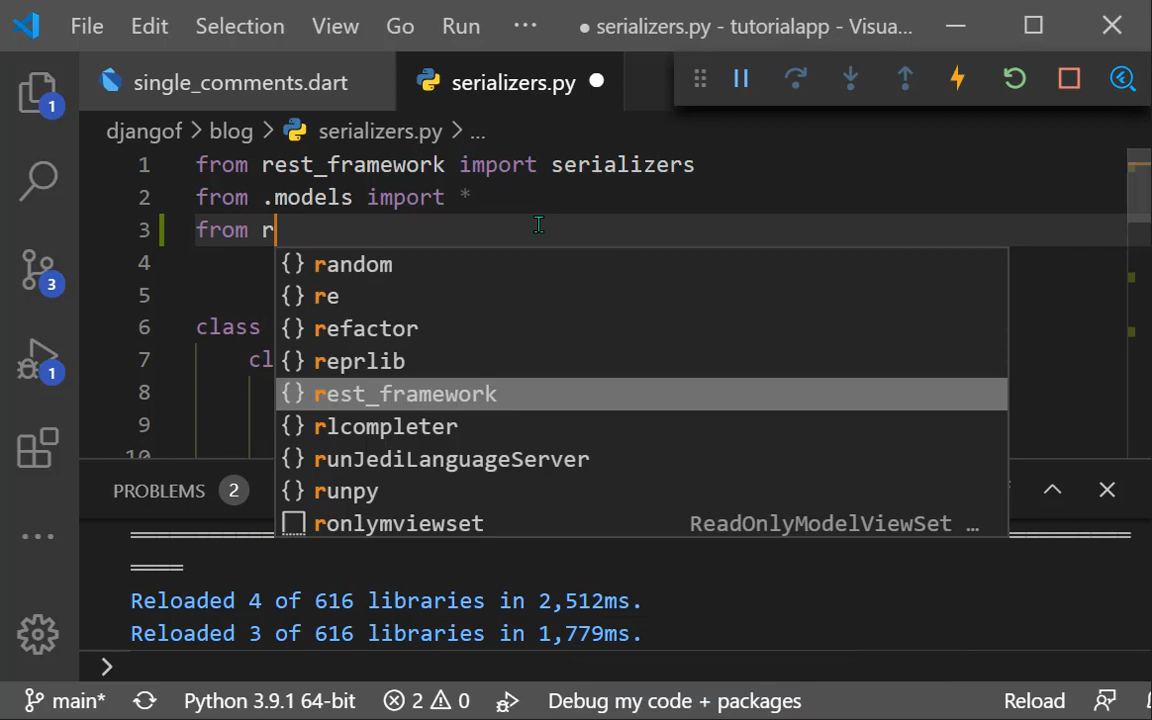 File Edit Selection View Go Run ··· ● serializers.py - tutorialapp - Visua...
single_comments.dart serializers.py
djangof > blog > serializers.py > ...
1 from rest_framework import serializers
2 from .models import *
3 from r
4
5
6 class
7 cl
8
9
10
random
re
refactor
reprlib
rest_framework
rlcompleter
runJediLanguageServer
runpy
ronlymviewset ReadOnlyModelViewSet ...
1
3
1
PROBLEMS 2
Reloaded 4 of 616 libraries in 2,512ms.
Reloaded 3 of 616 libraries in 1,779ms.
>
main* Python 3.9.1 64-bit 2 0 Debug my code + packages Reload